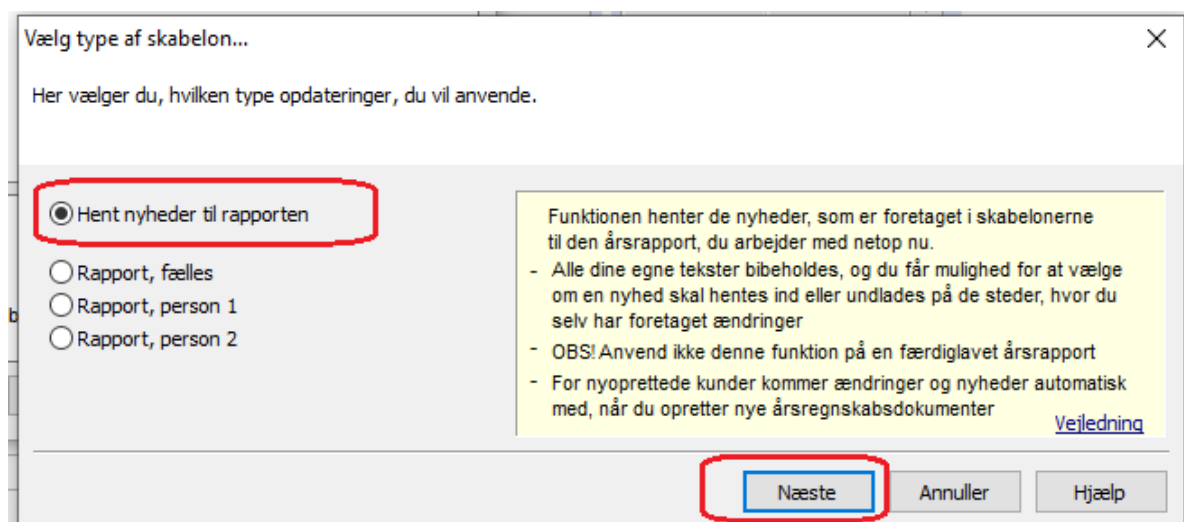 Vælg type af skabelon...
Her vælger du, hvilken type opdateringer, du vil anvende.
Hent nyheder til rapporten
Rapport, fælles
Rapport, person 1
Rapport, person 2
Funktionen henter de nyheder, som er foretaget i skabelonerne
til den årsrapport, du arbejder med netop nu.
- Alle dine egne tekster bibeholdes, og du får mulighed for at vælge
om en nyhed skal hentes ind eller undlades på de steder, hvor du
selv har foretaget ændringer
- OBS! Anvend ikke denne funktion på en færdiglavet årsrapport
- For nyoprettede kunder kommer ændringer og nyheder automatisk
med, når du opretter nye årsregnskabsdokumenter
Vejledning
Næste
Annuller
Hjælp